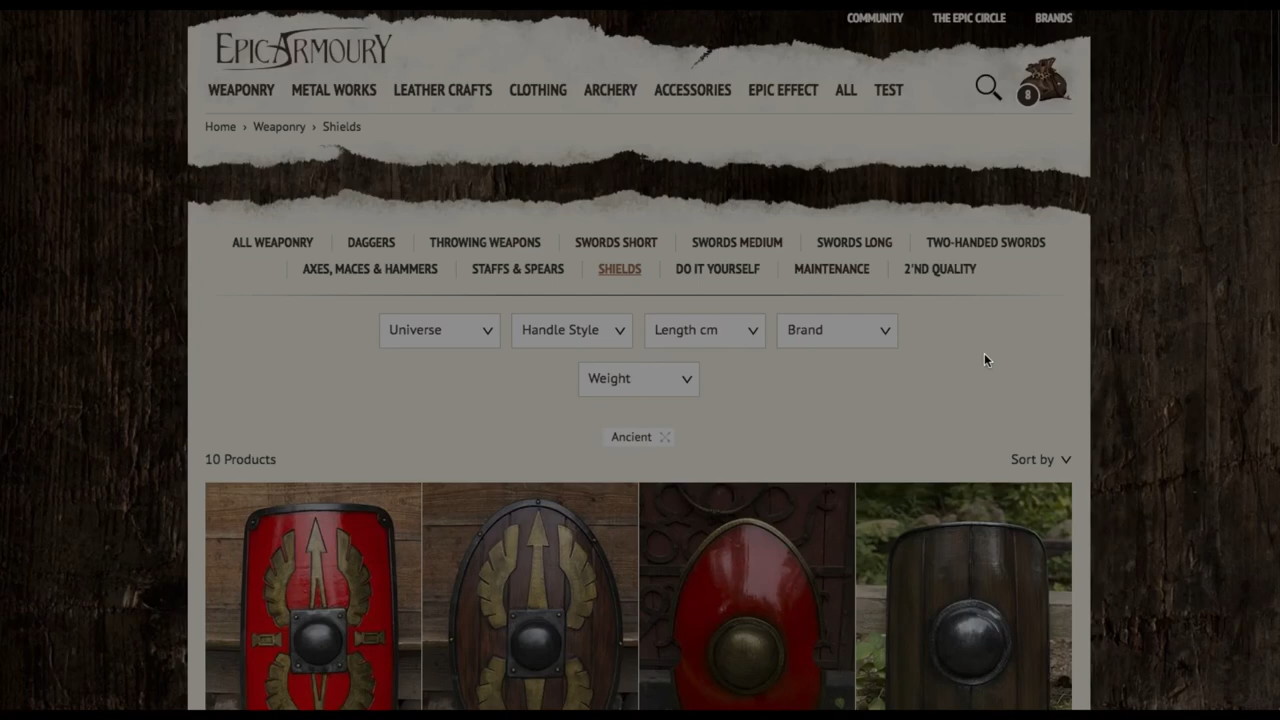 COMMUNITY THE EPIC CIRCLE BRANDS
EPICARMOURY
WEAPONRY METAL WORKS LEATHER CRAFTS CLOTHING ARCHERY ACCESSORIES EPIC EFFECT ALL TEST
8
Home › Weaponry › Shields
ALL WEAPONRY DAGGERS THROWING WEAPONS SWORDS SHORT SWORDS MEDIUM SWORDS LONG TWO-HANDED SWORDS
AXES, MACES & HAMMERS STAFFS & SPEARS SHIELDS DO IT YOURSELF MAINTENANCE 2'ND QUALITY
Universe Handle Style Length cm Brand
Weight
Ancient
10 Products Sort by